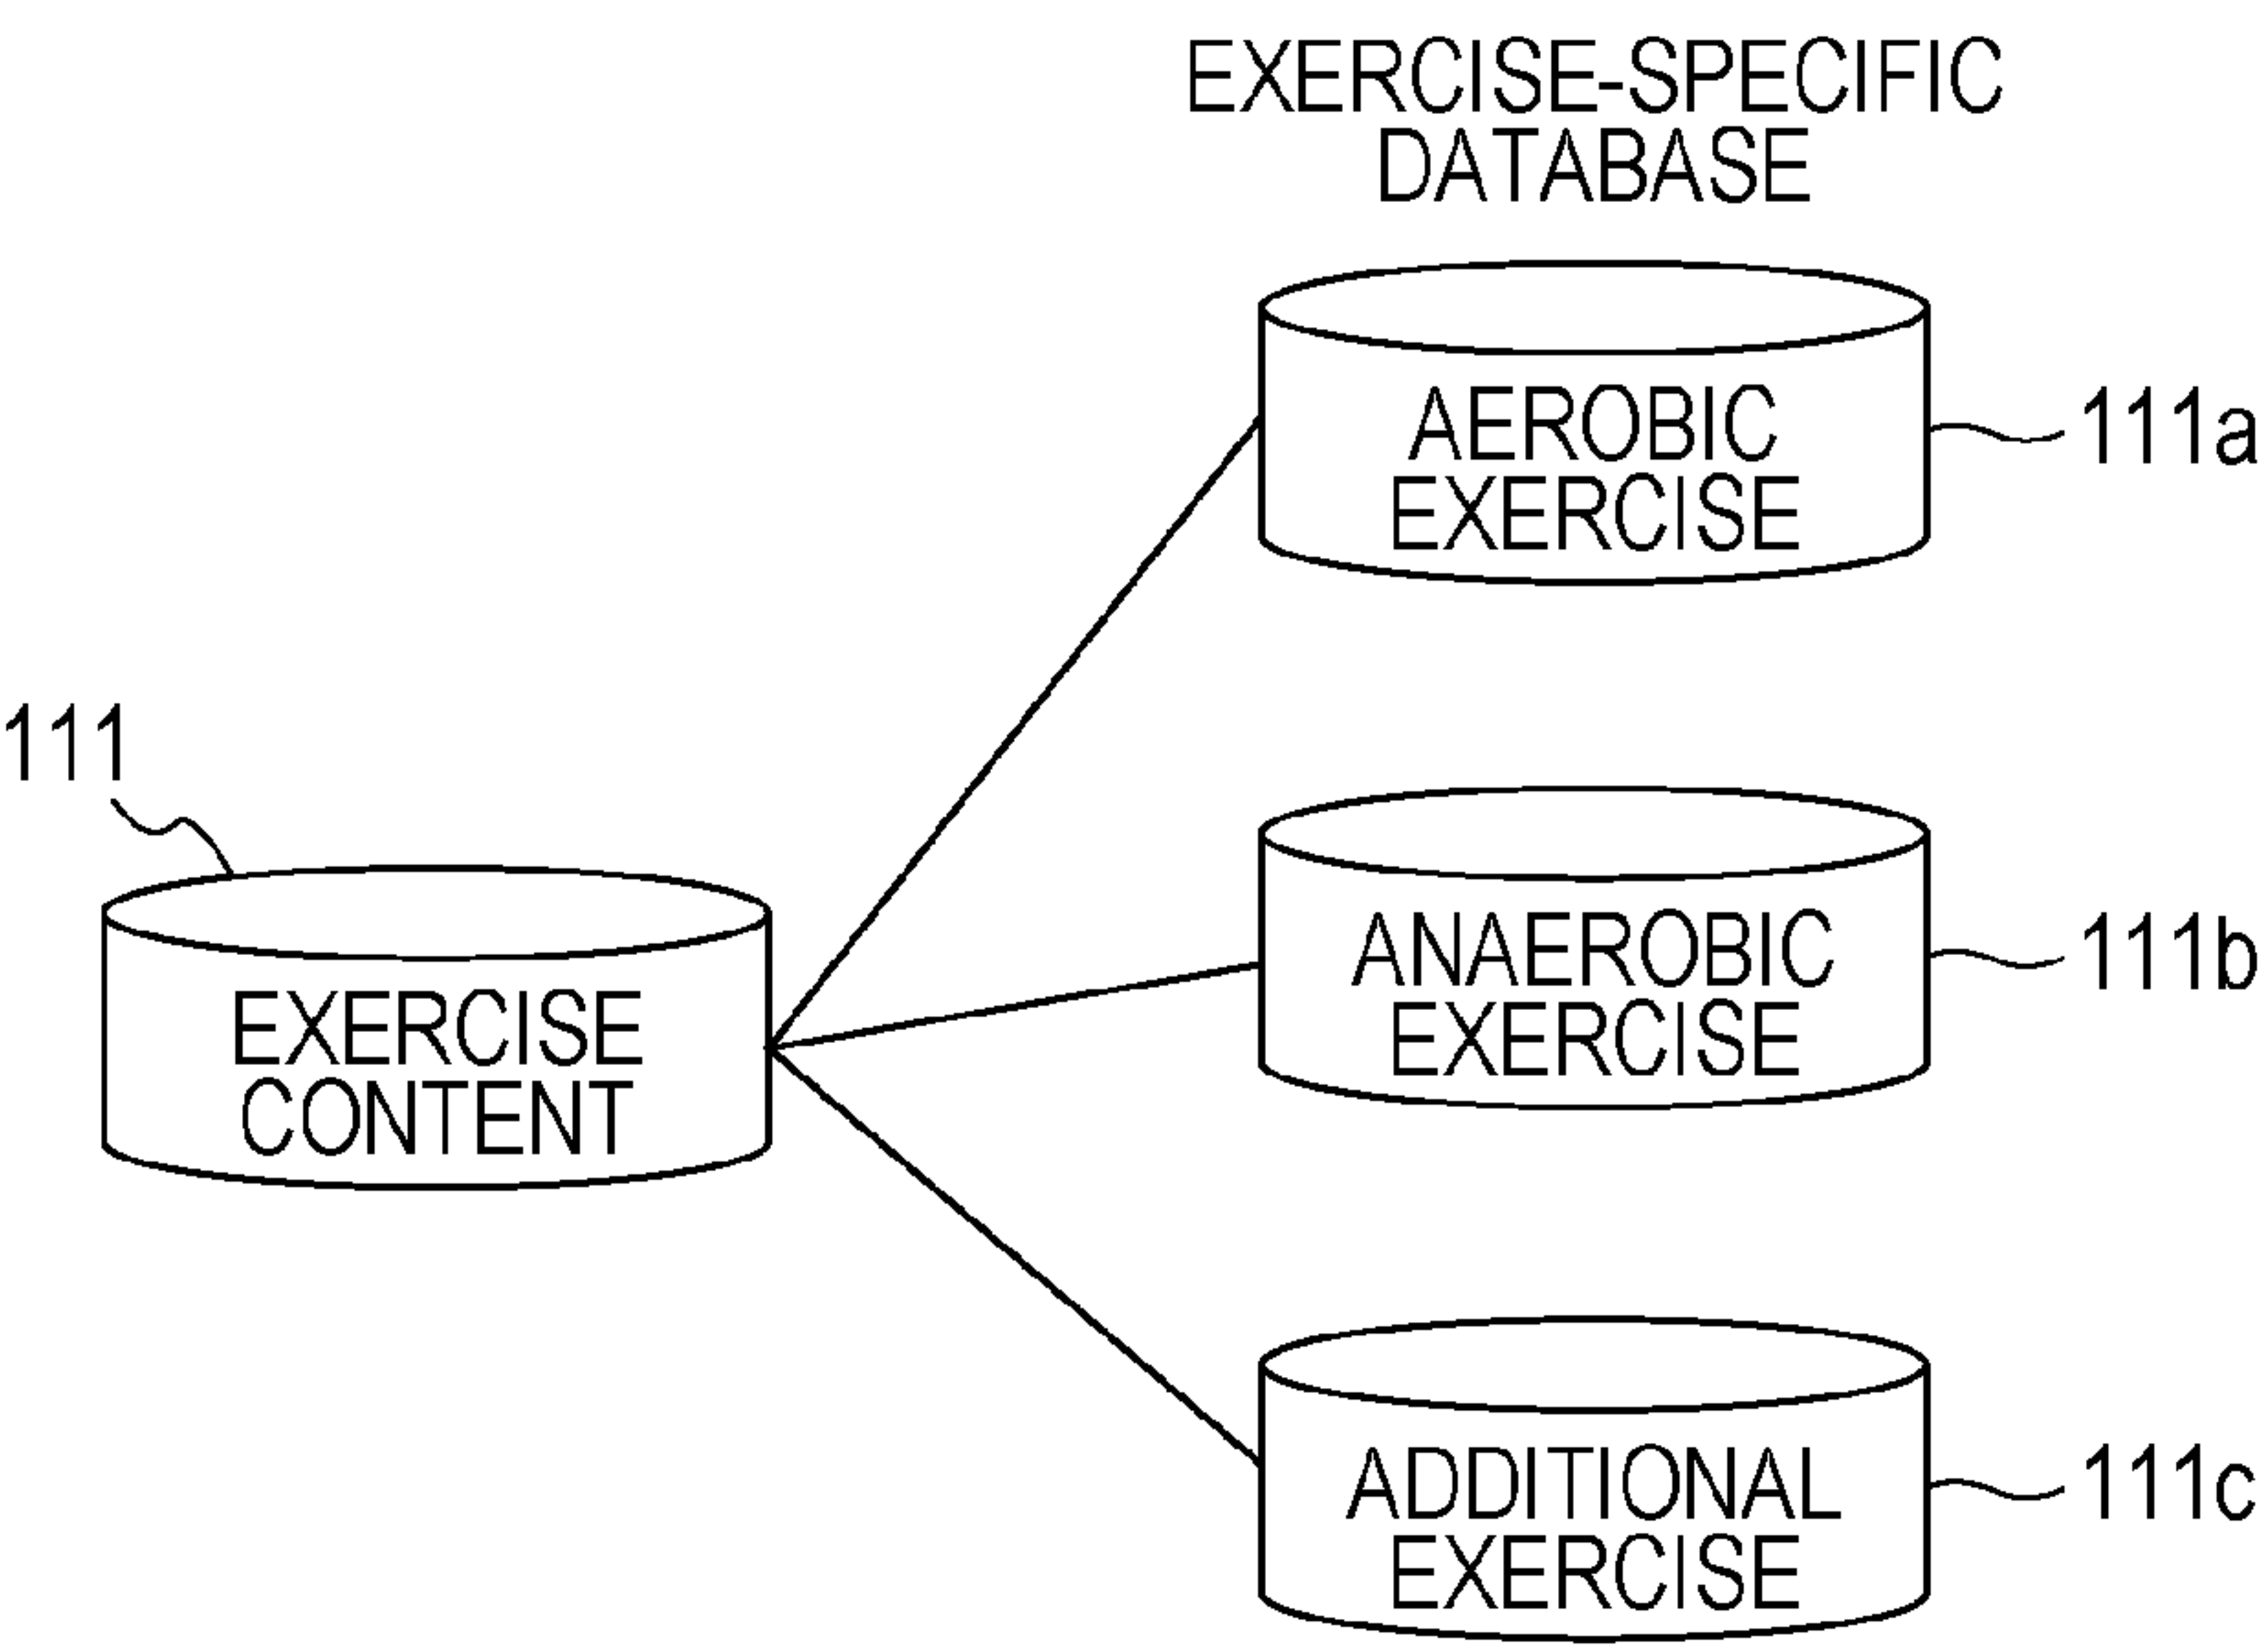 EXERCISE-SPECIFIC
DATABASE
AEROBIC
EXERCISE
111a
111
EXERCISE
CONTENT
ANAEROBIC
EXERCISE
111b
ADDITIONAL
EXERCISE
111c